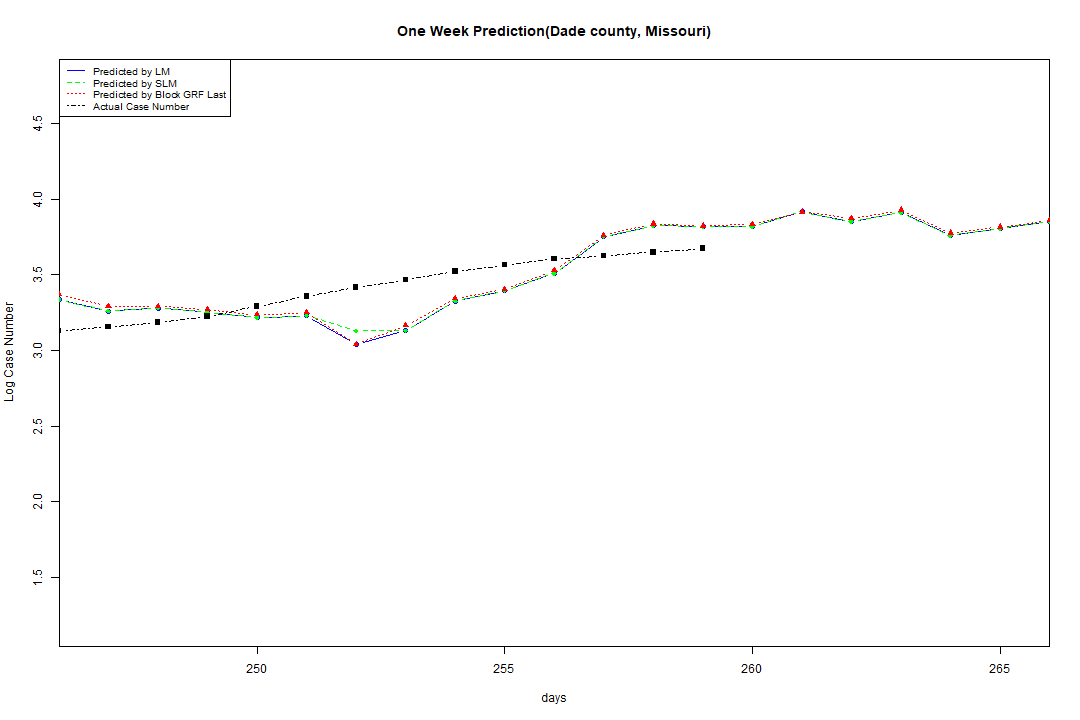 One Week Prediction(Dade county, Missouri)
Predicted by LM
Predicted by SLM
Predicted by Block GRF Last
Actual Case Number
Log Case Number
4.5
4.0
3.5
3.0
2.5
2.0
1.5
250 255 260 265
days